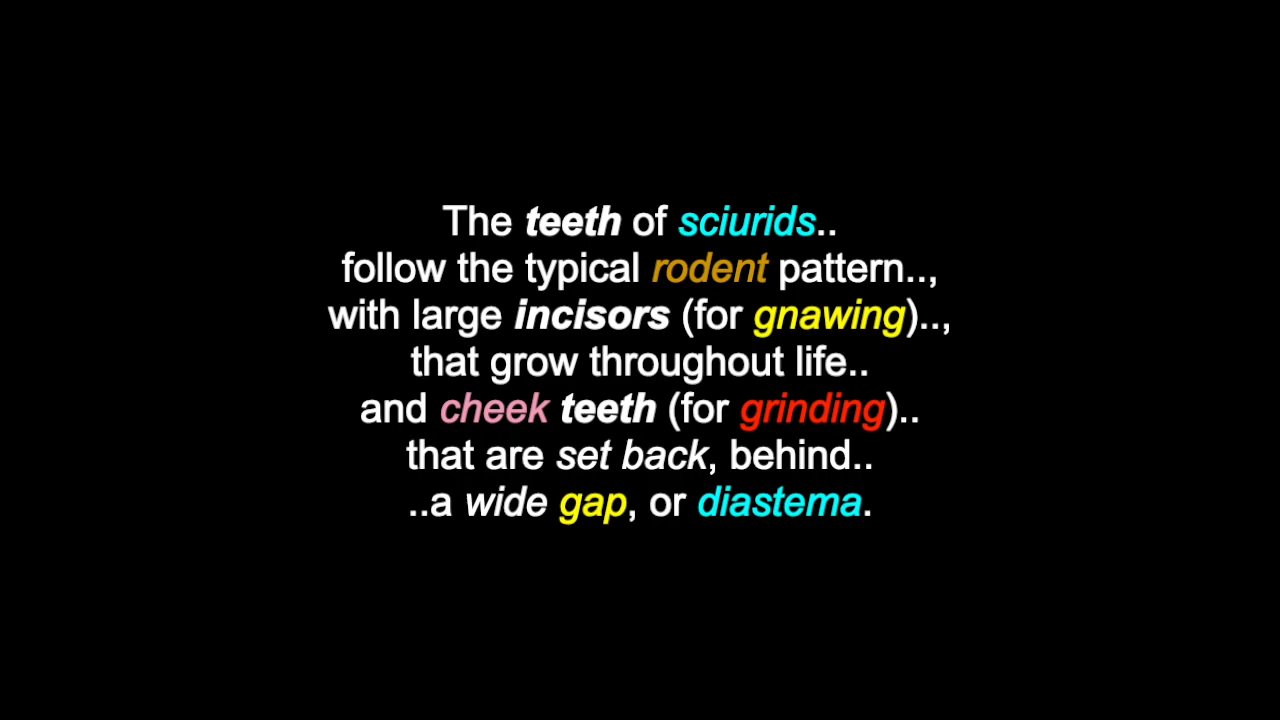 The teeth of sciurids..
follow the typical rodent pattern..,
with large incisors (for gnawing)..,
that grow throughout life..
and cheek teeth (for grinding)..
that are set back, behind..
..a wide gap, or diastema.